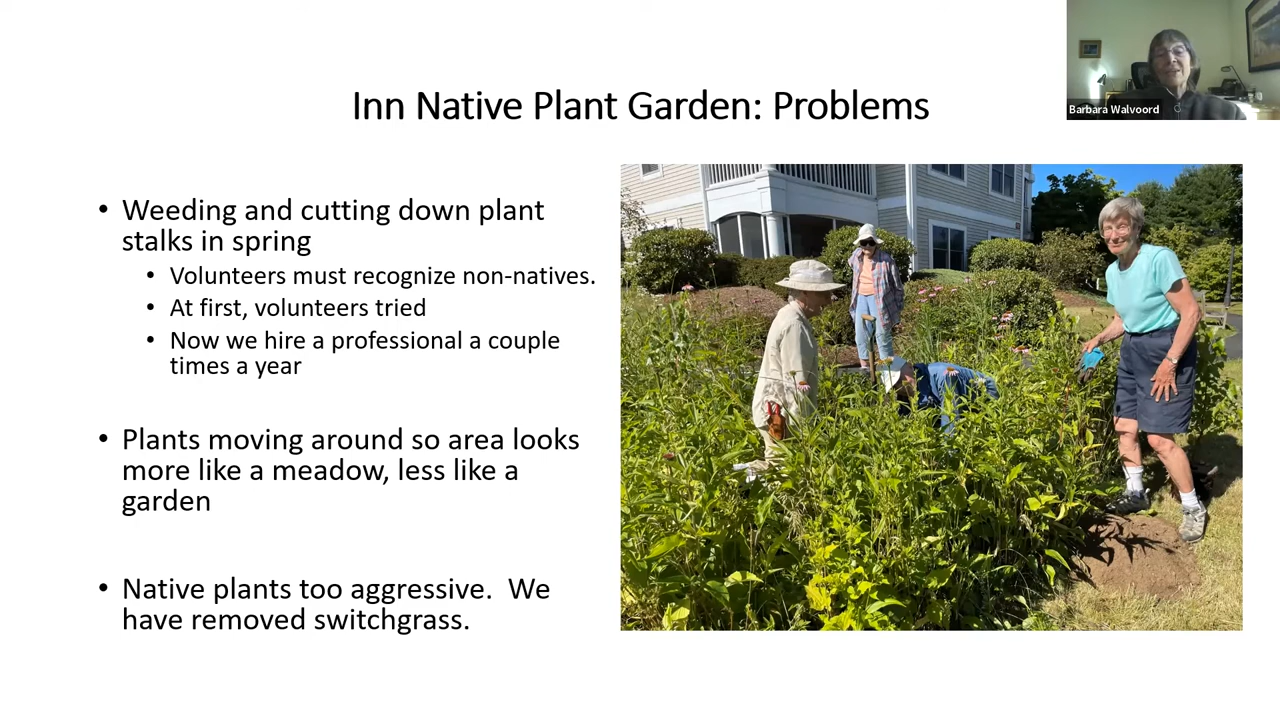 Barbara Walvoord
Inn Native Plant Garden: Problems
• Weeding and cutting down plant
stalks in spring
• Volunteers must recognize non-natives.
• At first, volunteers tried
• Now we hire a professional a couple
times a year
• Plants moving around so area looks
more like a meadow, less like a
garden
• Native plants too aggressive.  We
have removed switchgrass.